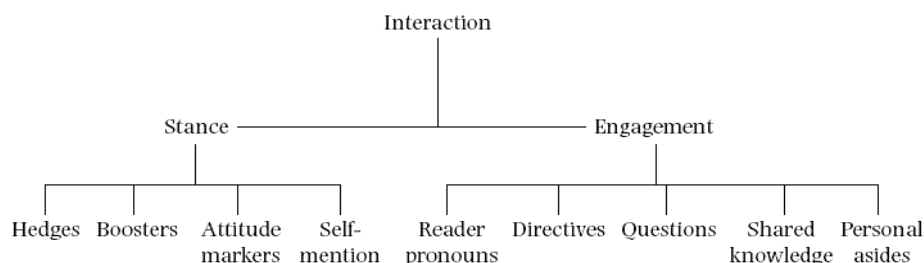 Interaction
Stance
Engagement
Hedges Boosters Attitude Self- Reader Directives Questions Shared Personal
markers mention pronouns knowledge asides